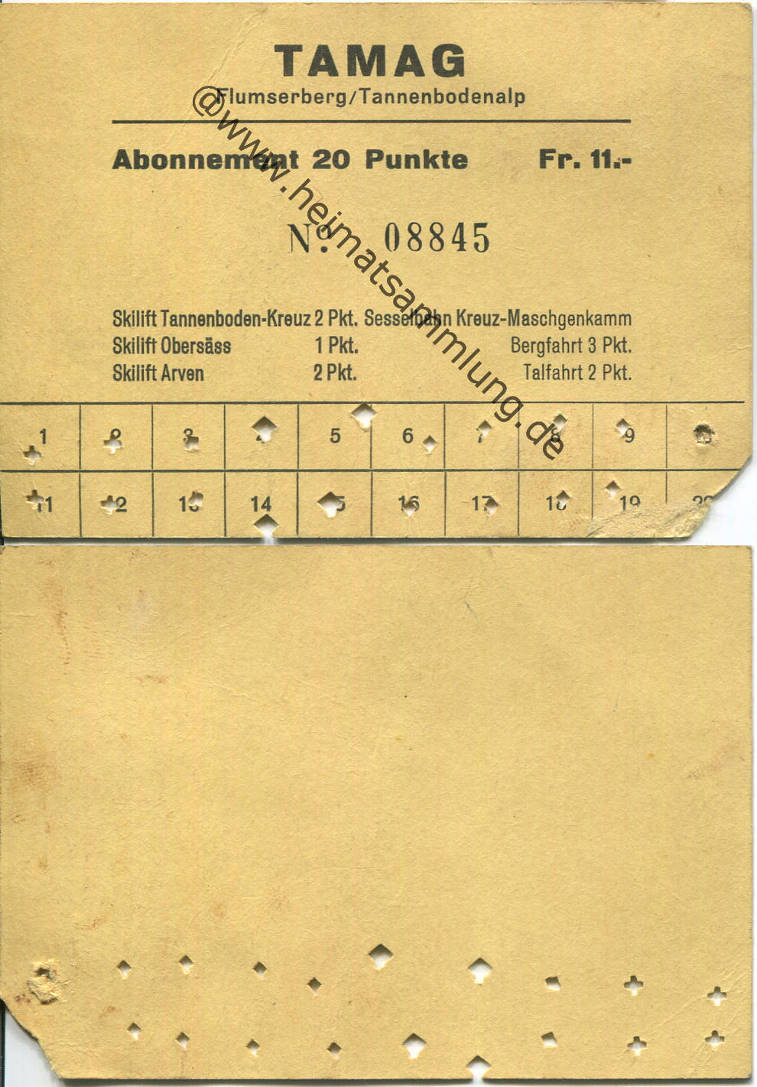 TAMAG
Flumserberg/Tannenbodenalp
Abonnement 20 Punkte Fr. 11.-
Nº. 08845
Skilift Tannenboden-Kreuz 2 Pkt. Sesselbahn Kreuz-Maschgenkamm
Skilift Obersäss 1 Pkt. Bergfahrt 3 Pkt.
Skilift Arven 2 Pkt. Talfahrt 2 Pkt.
1 2 3 4 5 6 7 8 9 10
11 12 13 14 15 16 17 18 19 20
@www.heimatsammlung.de